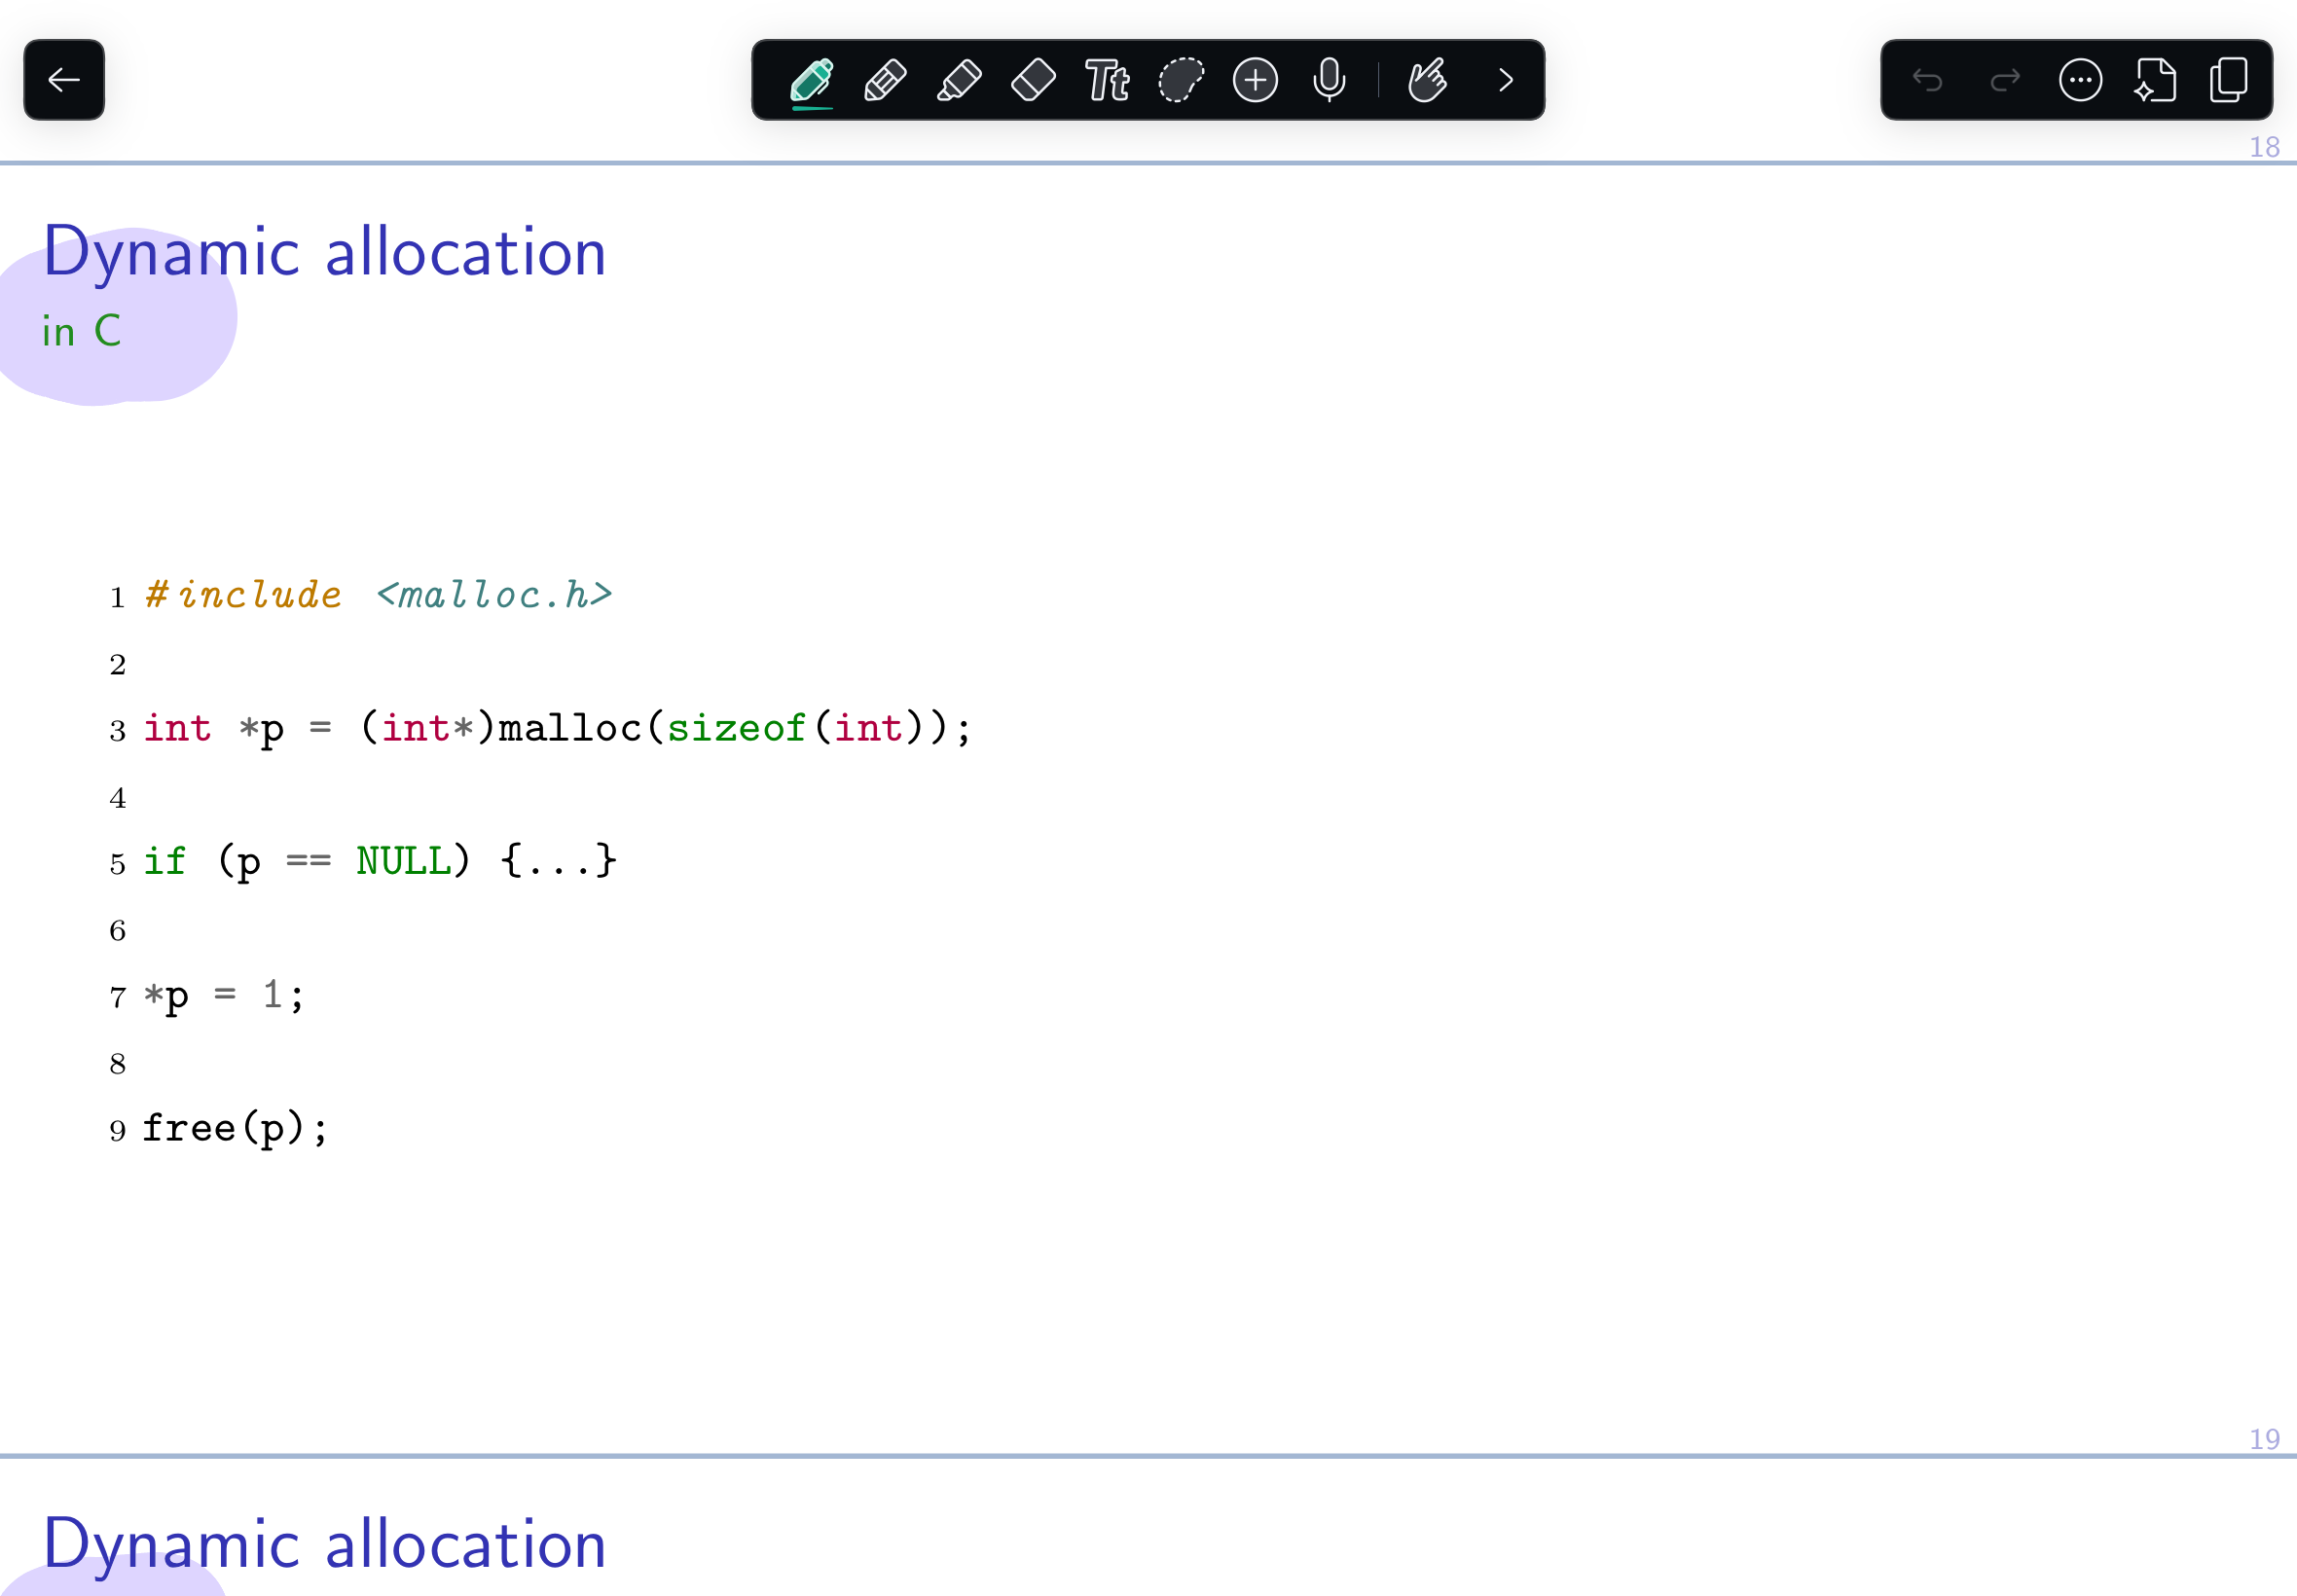 Tt
18
Dynamic allocation
in C
1 #include <malloc.h>
2
3 int *p = (int*)malloc(sizeof(int));
4
5 if (p == NULL) {...}
6
7 *p = 1;
8
9 free(p);
19
Dynamic allocation